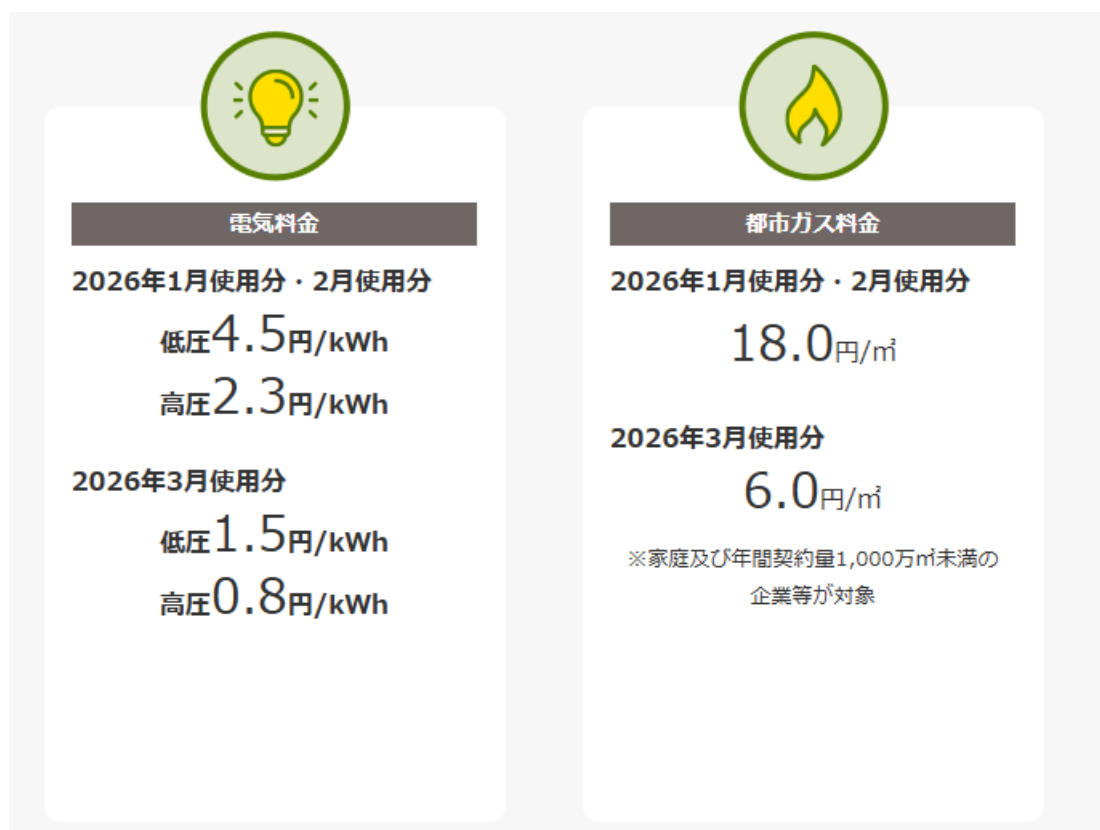 電気料金
2026年1月使用分・2月使用分
低圧4.5円/kWh
高圧2.3円/kWh
2026年3月使用分
低圧1.5円/kWh
高圧0.8円/kWh
都市ガス料金
2026年1月使用分・2月使用分
18.0円/㎥
2026年3月使用分
6.0円/㎥
※家庭及び年間契約量1,000万㎥未満の
企業等が対象